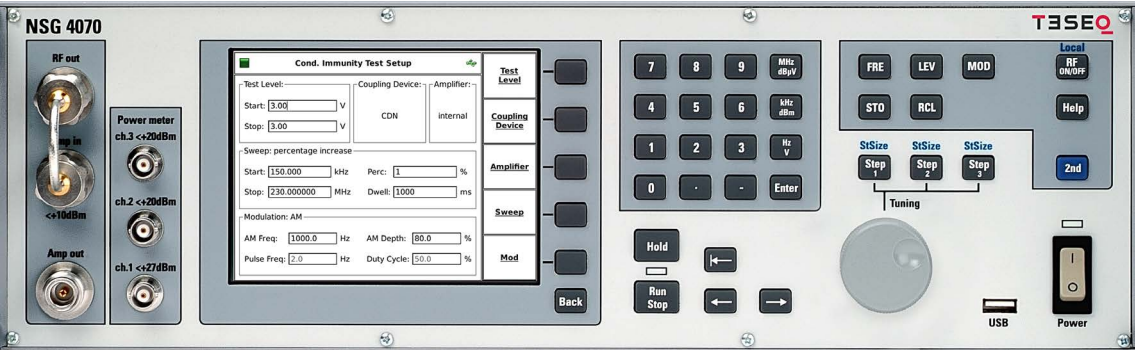 NSG 4070
TESEQ
RF out
<+10dBm
Amp out
Power meter
ch.3 <+20dBm
ch.2 <+20dBm
ch.1 <+27dBm
Cond. Immunity Test Setup
Test Level:
Start: 3.00 V
Stop: 3.00 V
Coupling Device:
CDN
Amplifier:
internal
Sweep: percentage increase
Start: 150.000 kHz Perc: 1 %
Stop: 230.000000 MHz Dwell: 1000 ms
Modulation: AM
AM Freq: 1000.0 Hz AM Depth: 80.0 %
Pulse Freq: 2.0 Hz Duty Cycle: 50.0 %
Test
Level
Coupling
Device
Amplifier
Sweep
Mod
Back
7 8 9 MHz
dBµV
4 5 6 kHz
dBm
1 2 3 Hz
V
0 . - Enter
Hold
Run
Stop
FRE LEV MOD
STO RCL
Local
RF
ON/OFF
Help
StSize StSize StSize
Step
1
Step
2
Step
3
2nd
Tuning
USB
Power